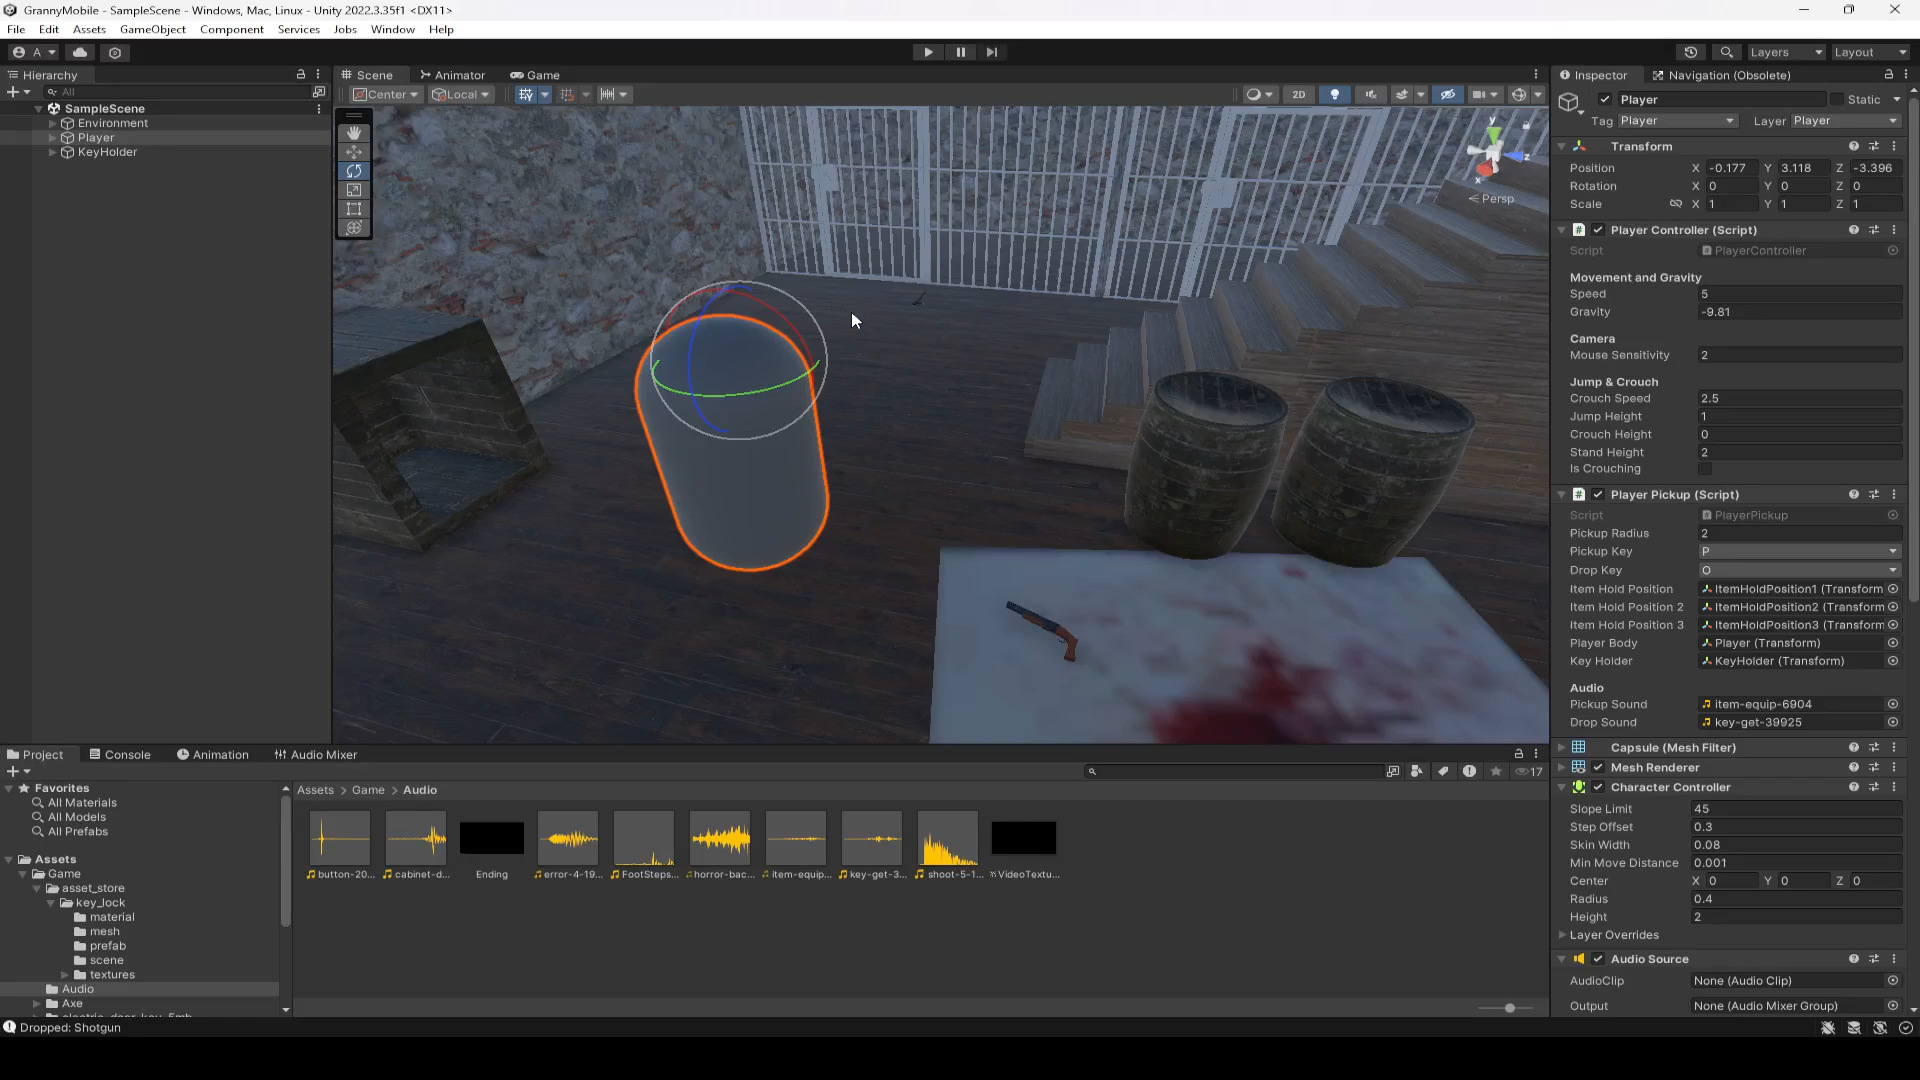 GrannyMobile - SampleScene - Windows, Mac, Linux - Unity 2022.3.35f1 <DX11>
File Edit Assets GameObject Component Services Jobs Window Help
A Layers Layout
Hierarchy
All
SampleScene
Environment
Player
KeyHolder
Scene Animator Game
Center Local 2D
y
z
x
Persp
Inspector Navigation (Obsolete)
Player Static
Tag Player Layer Player
Transform
Position X -0.177 Y 3.118 Z -3.396
Rotation X 0 Y 0 Z 0
Scale X 1 Y 1 Z 1
Player Controller (Script)
Script PlayerController
Movement and Gravity
Speed 5
Gravity -9.81
Camera
Mouse Sensitivity 2
Jump & Crouch
Crouch Speed 2.5
Jump Height 1
Crouch Height 0
Stand Height 2
Is Crouching
Player Pickup (Script)
Script PlayerPickup
Pickup Radius 2
Pickup Key P
Drop Key O
Item Hold Position ItemHoldPosition1 (Transform
Item Hold Position 2 ItemHoldPosition2 (Transform
Item Hold Position 3 ItemHoldPosition3 (Transform
Player Body Player (Transform)
Key Holder KeyHolder (Transform)
Audio
Pickup Sound item-equip-6904
Drop Sound key-get-39925
Capsule (Mesh Filter)
Mesh Renderer
Character Controller
Slope Limit 45
Step Offset 0.3
Skin Width 0.08
Min Move Distance 0.001
Center X 0 Y 0 Z 0
Radius 0.4
Height 2
Layer Overrides
Audio Source
AudioClip None (Audio Clip)
Output None (Audio Mixer Group)
Project Console Animation Audio Mixer
17
Favorites
All Materials
All Models
All Prefabs
Assets
Game
asset_store
key_lock
material
mesh
prefab
scene
textures
Audio
Axe
Assets > Game > Audio
button-20... cabinet-d... Ending error-4-19... FootSteps... horror-bac... item-equip... key-get-3... shoot-5-1... VideoTextu...
Dropped: Shotgun